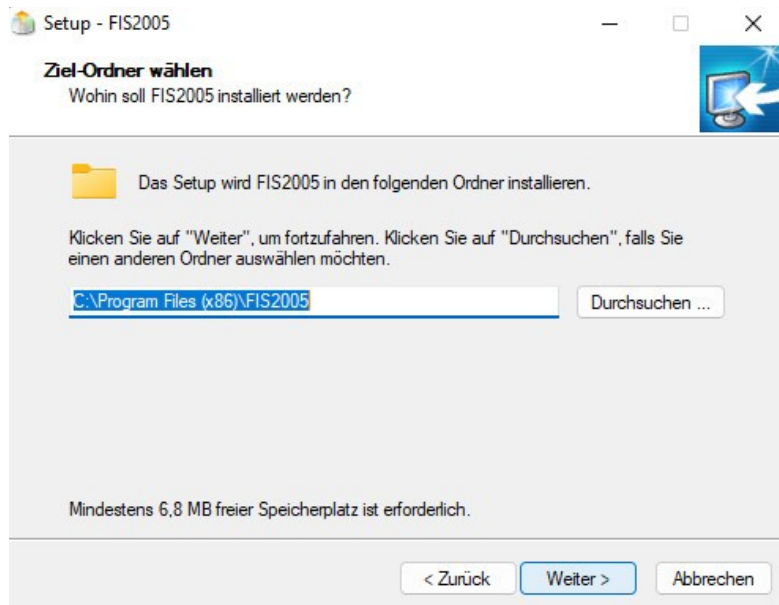 Setup - FIS2005
Ziel-Ordner wählen
Wohin soll FIS2005 installiert werden?
Das Setup wird FIS2005 in den folgenden Ordner installieren.
Klicken Sie auf "Weiter", um fortzufahren. Klicken Sie auf "Durchsuchen", falls Sie
einen anderen Ordner auswählen möchten.
C:\Program Files (x86)\FIS2005
Durchsuchen ...
Mindestens 6,8 MB freier Speicherplatz ist erforderlich.
< Zurück
Weiter >
Abbrechen